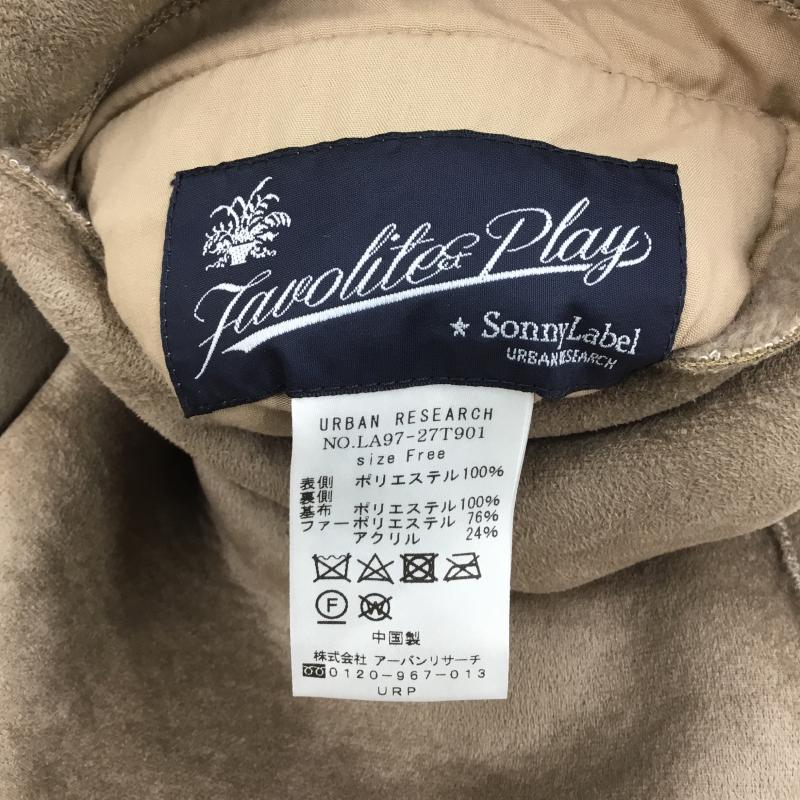 Favolite & Play
★ SonnyLabel
URBAN RESEARCH
URBAN RESEARCH
NO.LA97-27T901
size Free
表側 ポリエステル100%
裏側
基布 ポリエステル100%
ファーポリエステル 76%
アクリル 24%
F
W
中国製
株式会社 アーバンリサーチ
0120-967-013
URP